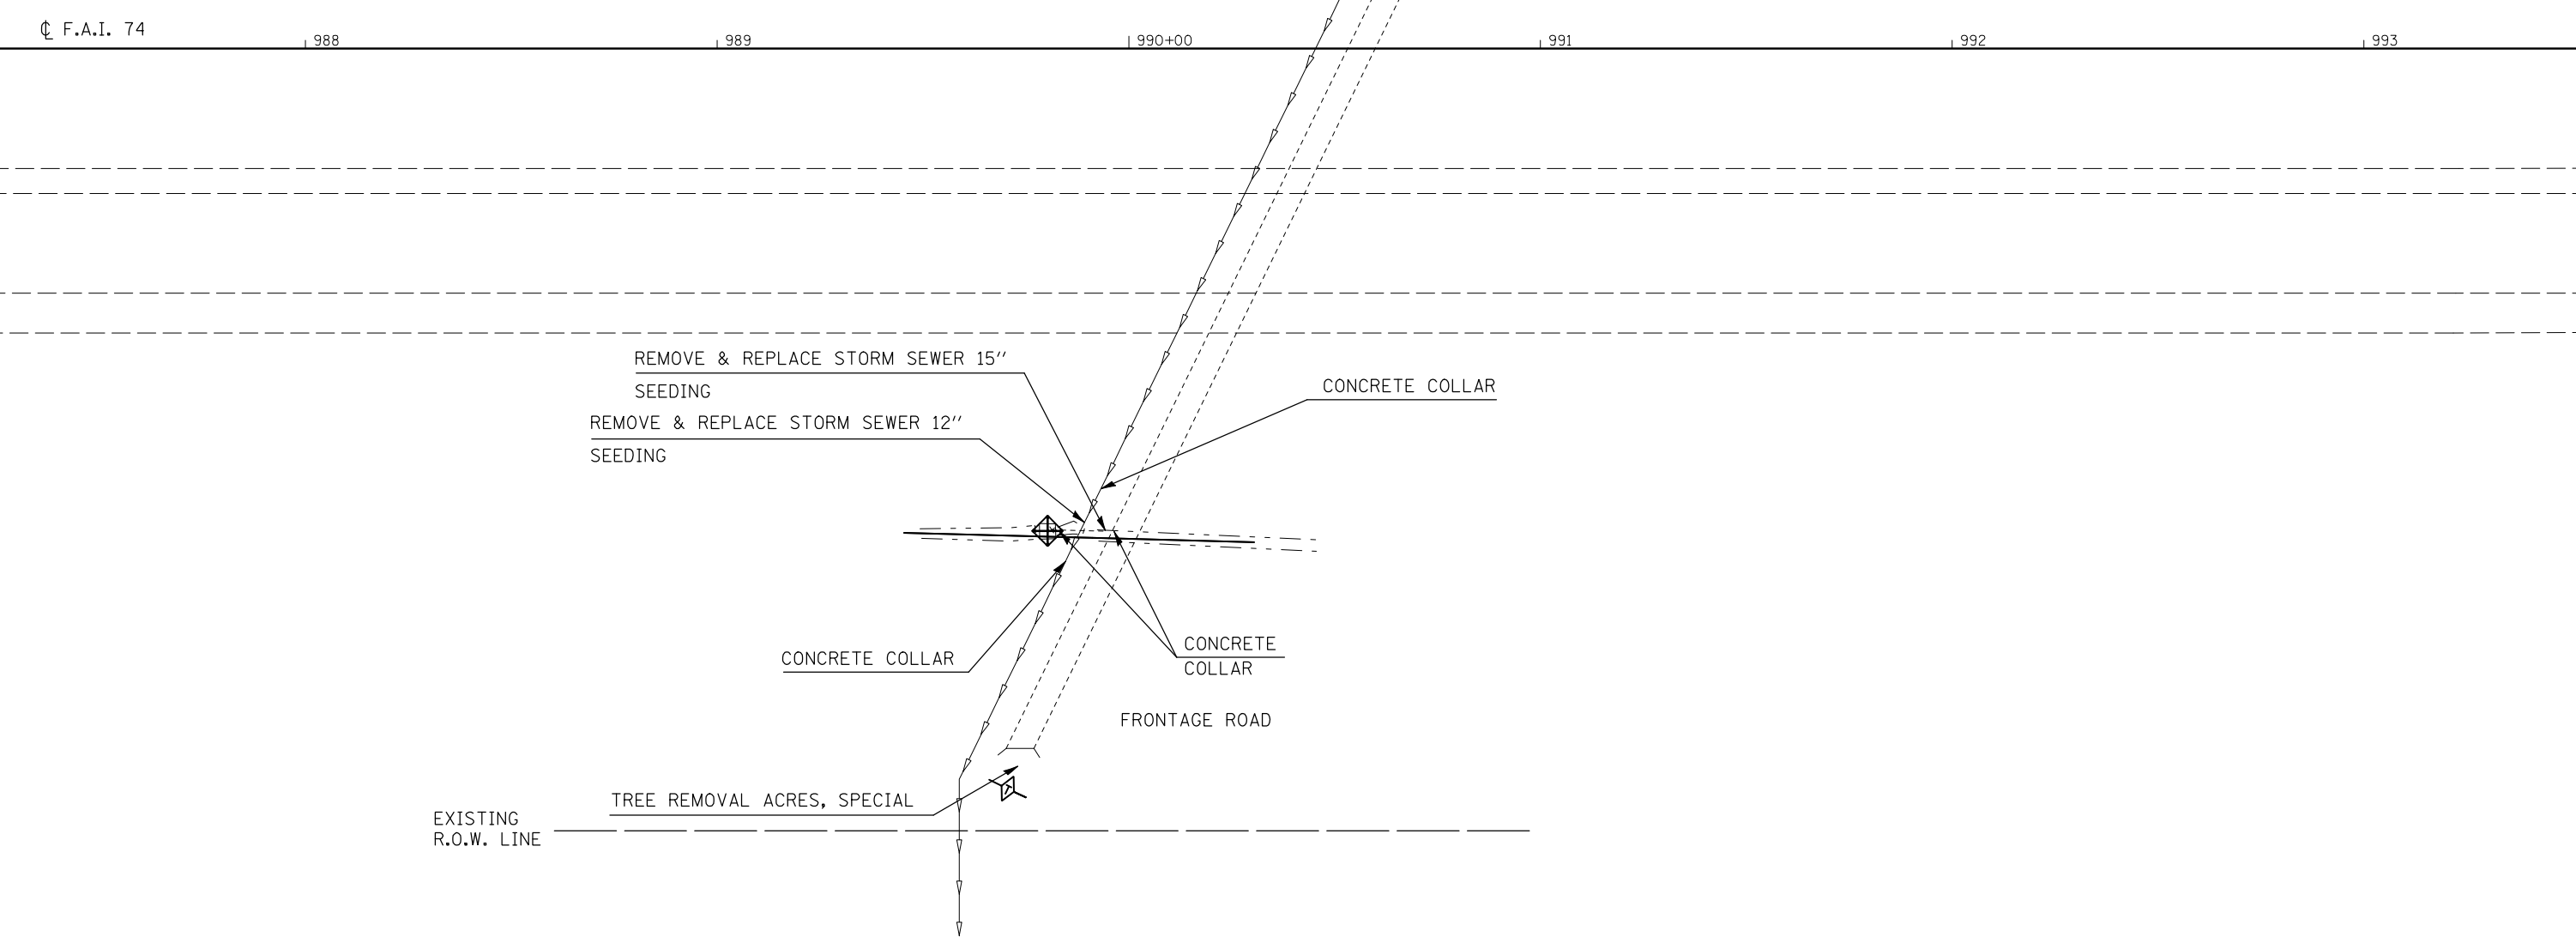 ℄ F.A.I. 74
988
989
990+00
991
992
993
REMOVE & REPLACE STORM SEWER 15''
SEEDING
CONCRETE COLLAR
REMOVE & REPLACE STORM SEWER 12''
SEEDING
CONCRETE COLLAR
CONCRETE
COLLAR
FRONTAGE ROAD
TREE REMOVAL ACRES, SPECIAL
EXISTING
R.O.W. LINE